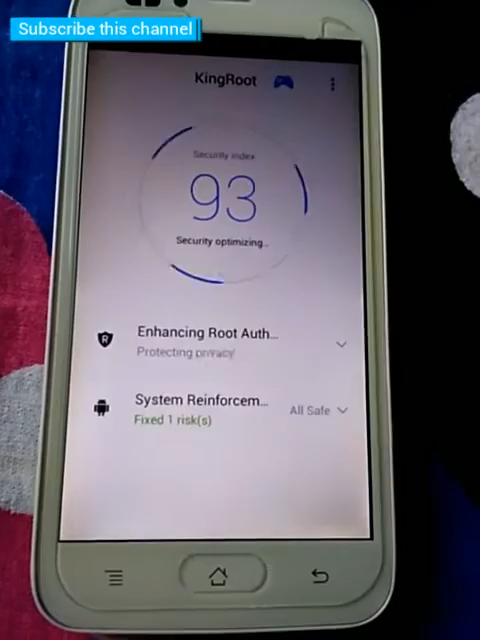 Subscribe this channel
KingRoot
Security index
93
Security optimizing..
Enhancing Root Auth...
Protecting privacy
System Reinforcem...
All Safe
Fixed 1 risk(s)